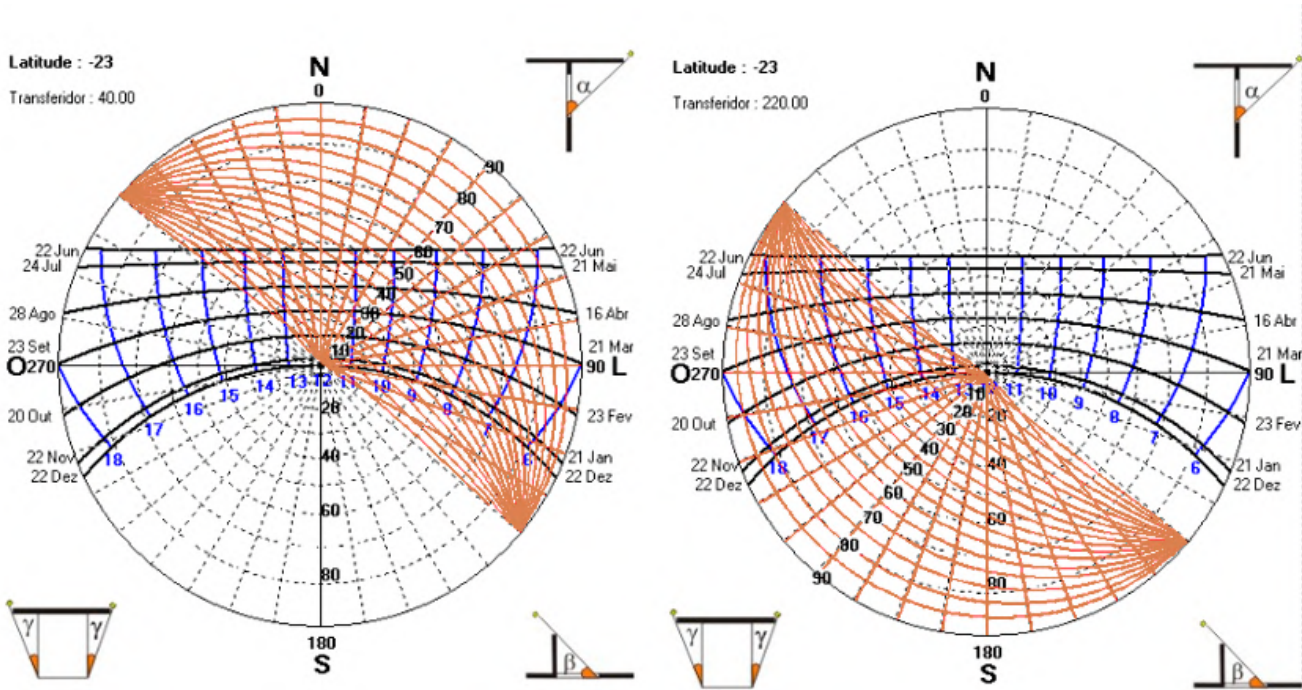 Latitude : -23
Transferidor : 40.00
N
0
α
90
80
70
60
50
40
30
20
10
22 Jun
24 Jul
28 Ago
23 Set
O 270
20 Out
22 Nov
22 Dez
22 Jun
21 Mai
16 Abr
21 Mar
90 L
23 Fev
21 Jan
22 Dez
18 17 16 15 14 13 12 11 10 9 8 7 6
20
40
60
80
180
S
γ γ
β
Latitude : -23
Transferidor : 220.00
N
0
α
22 Jun
24 Jul
28 Ago
23 Set
O 270
20 Out
22 Nov
22 Dez
22 Jun
21 Mai
16 Abr
21 Mar
90 L
23 Fev
21 Jan
22 Dez
18 17 16 15 14 13 11 10 9 8 7 6
10
20
30
40
50
60
70
80
90
20
40
60
80
180
S
γ γ
β